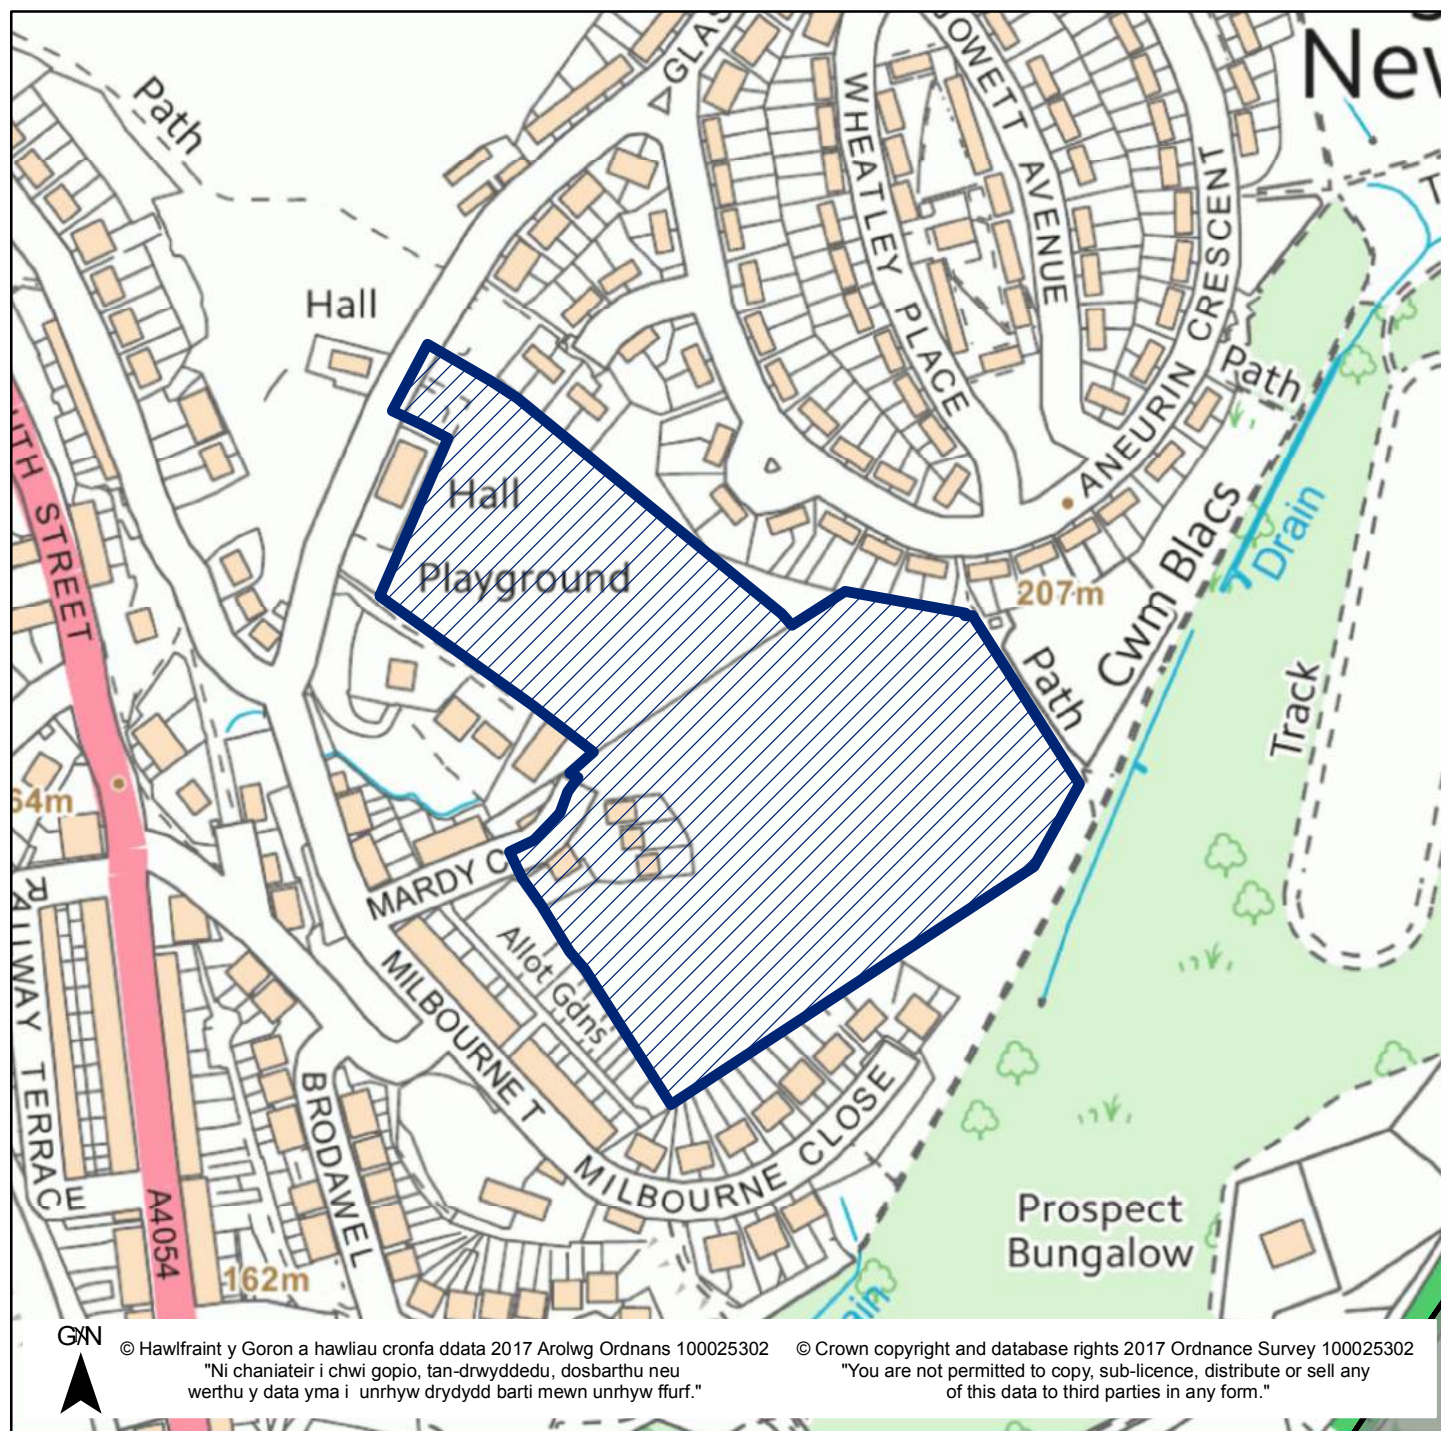 New
Path
WHEATLEY PLACE
JOWETT AVENUE
ANEURIN CRESCENT
Hall
Path
Hall
Playground
STREET
207m
Cwm Blacs
Drain
Path
Track
64m
MARDY C
Allot Gdns
RAILWAY TERRACE
MILBOURNE T
BRODAWEL
MILBOURNE CLOSE
A4054
162m
Prospect
Bungalow
© Hawlfraint y Goron a hawliau cronfa ddata 2017 Arolwg Ordnans 100025302
"Ni chaniateir i chwi gopio, tan-drwyddedu, dosbarthu neu
werthu y data yma i unrhyw drydydd barti mewn unrhyw ffurf."
© Crown copyright and database rights 2017 Ordnance Survey 100025302
"You are not permitted to copy, sub-licence, distribute or sell any
of this data to third parties in any form."